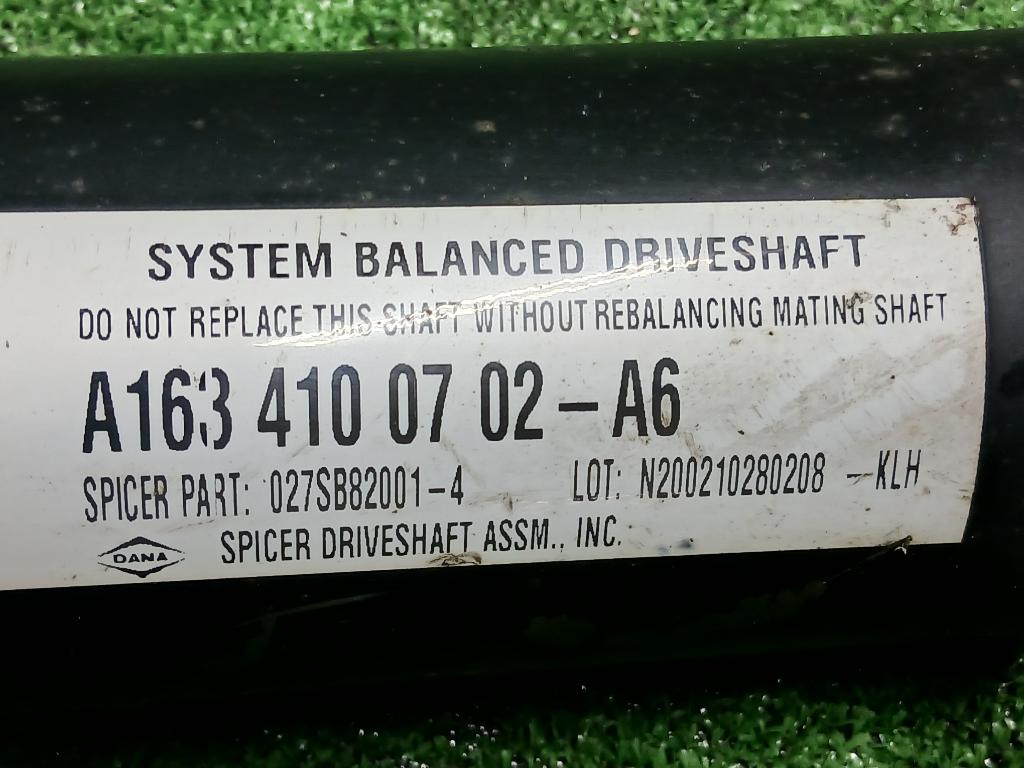 SYSTEM BALANCED DRIVESHAFT
DO NOT REPLACE THIS SHAFT WITHOUT REBALANCING MATING SHAFT
A163 410 07 02-A6
SPICER PART: 027SB82001-4 LOT: N200210280208 -KLH
DANA SPICER DRIVESHAFT ASSM., INC.